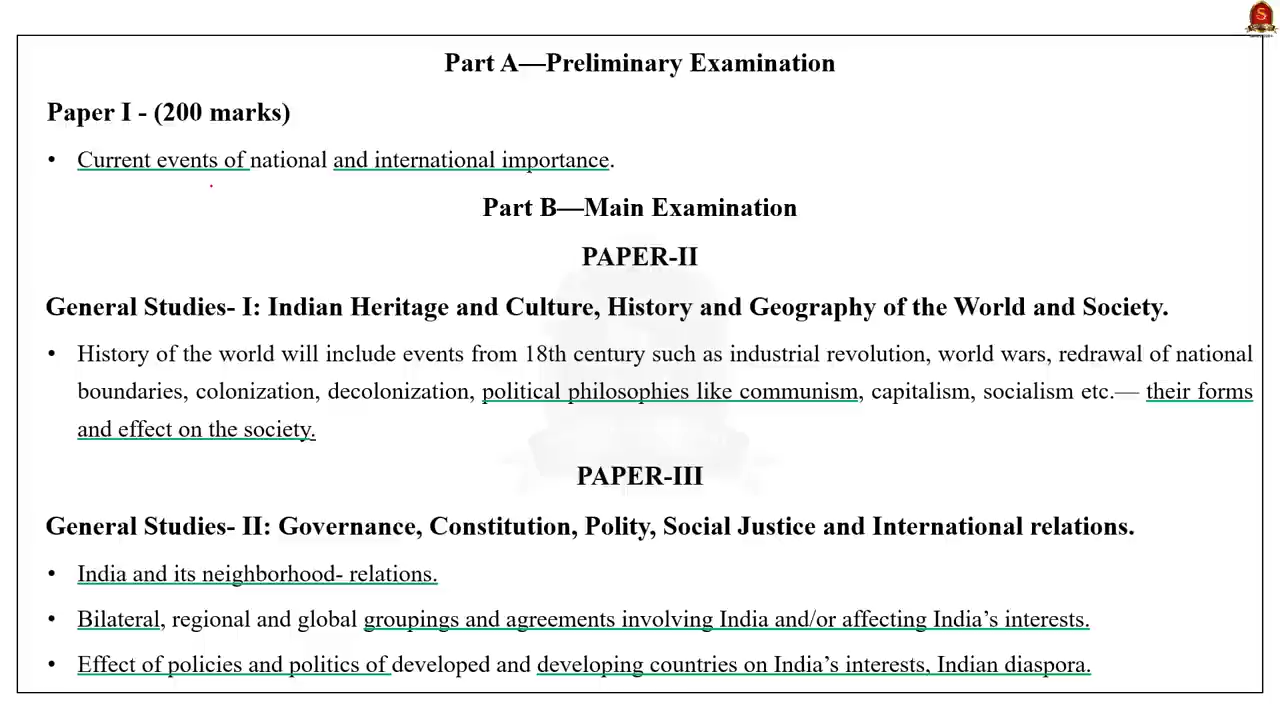 Part A—Preliminary Examination
Paper I - (200 marks)
• Current events of national and international importance.
Part B—Main Examination
PAPER-II
General Studies- I: Indian Heritage and Culture, History and Geography of the World and Society.
• History of the world will include events from 18th century such as industrial revolution, world wars, redrawal of national
boundaries, colonization, decolonization, political philosophies like communism, capitalism, socialism etc.— their forms
and effect on the society.
PAPER-III
General Studies- II: Governance, Constitution, Polity, Social Justice and International relations.
• India and its neighborhood- relations.
• Bilateral, regional and global groupings and agreements involving India and/or affecting India’s interests.
• Effect of policies and politics of developed and developing countries on India’s interests, Indian diaspora.